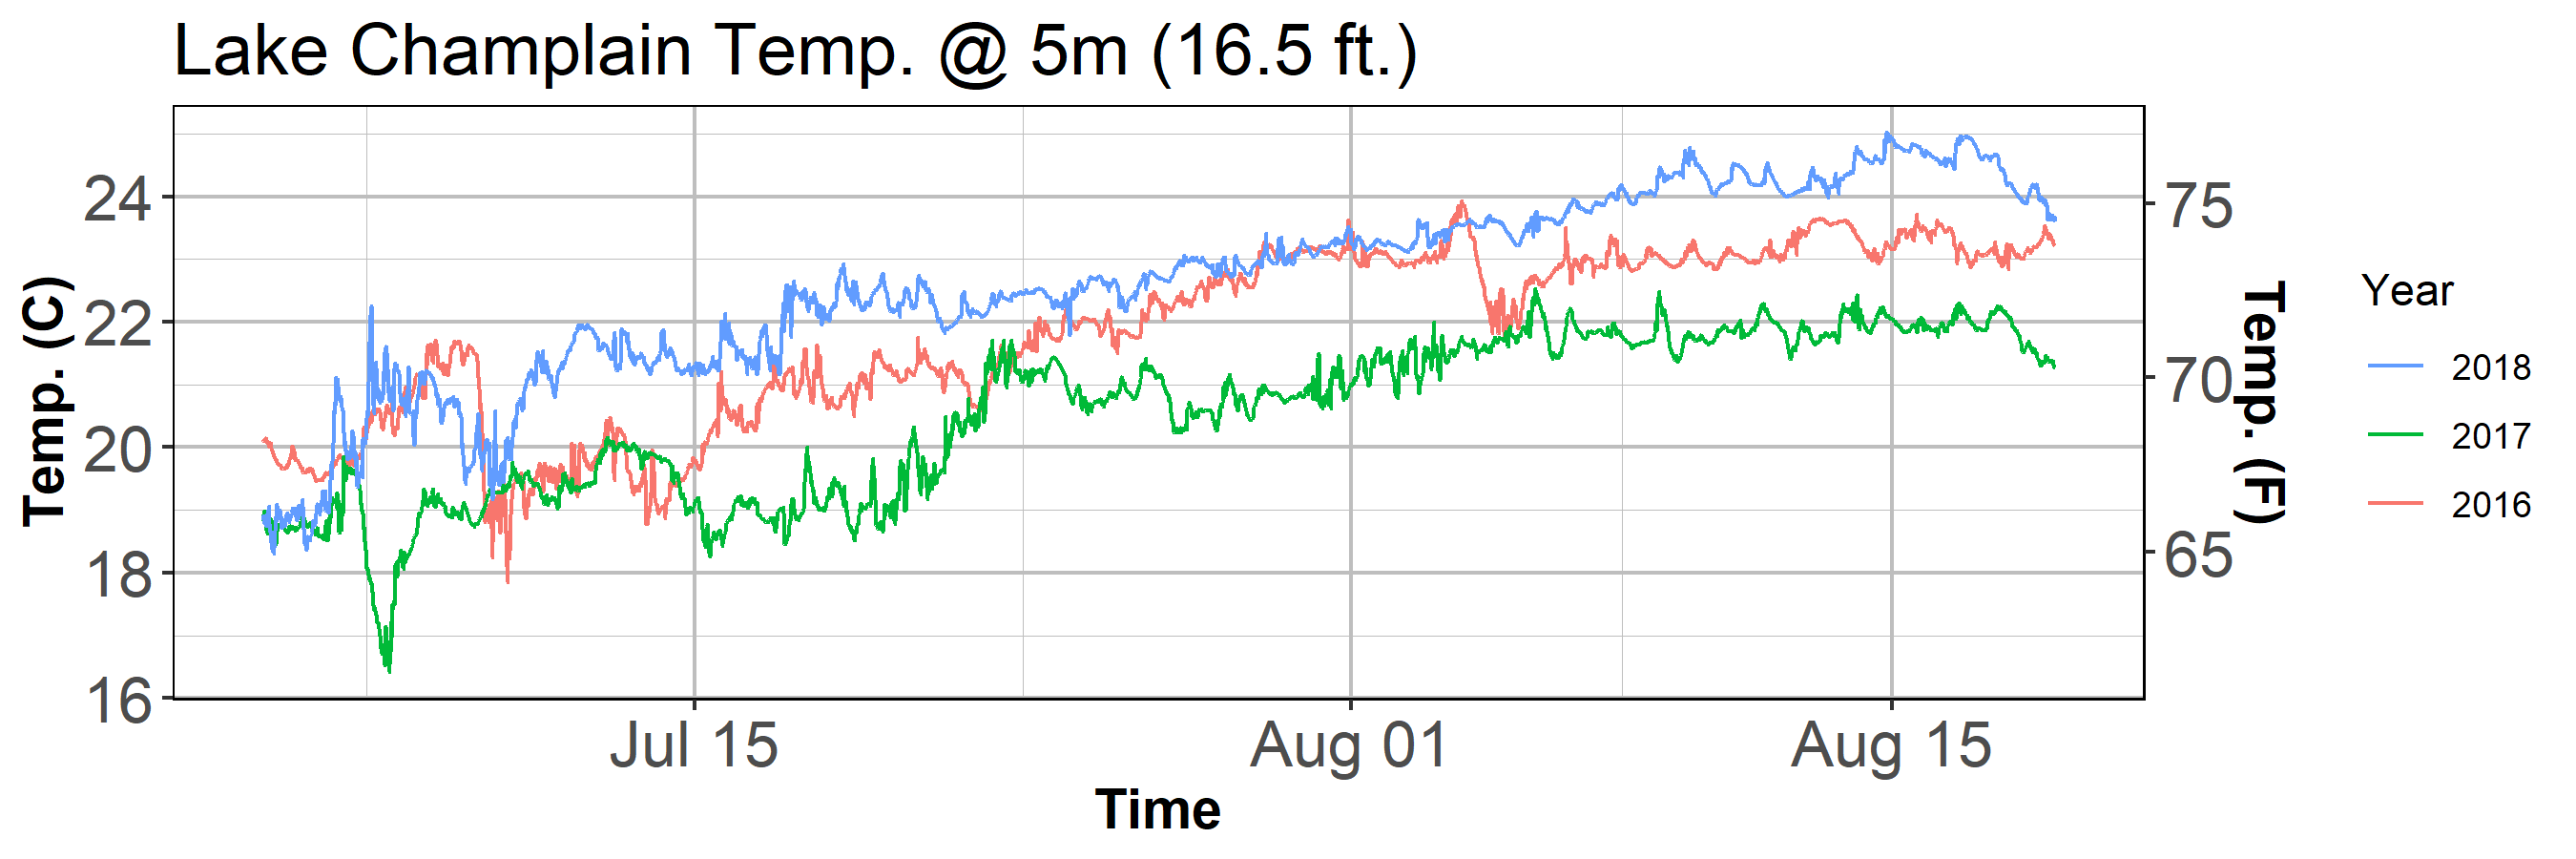 Lake Champlain Temp. @ 5m (16.5 ft.)
Temp. (C)
24
22
20
18
16
Jul 15
Aug 01
Aug 15
Time
75
70
65
Temp. (F)
Year
2018
2017
2016